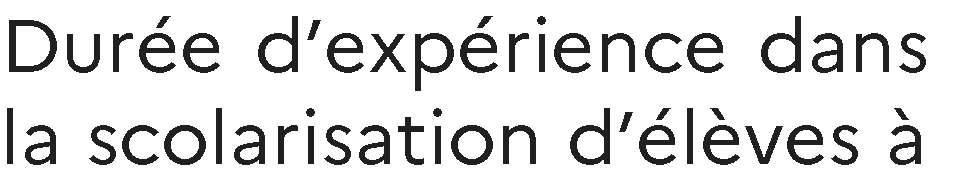 Durée d’expérience dans
la scolarisation d’élèves à